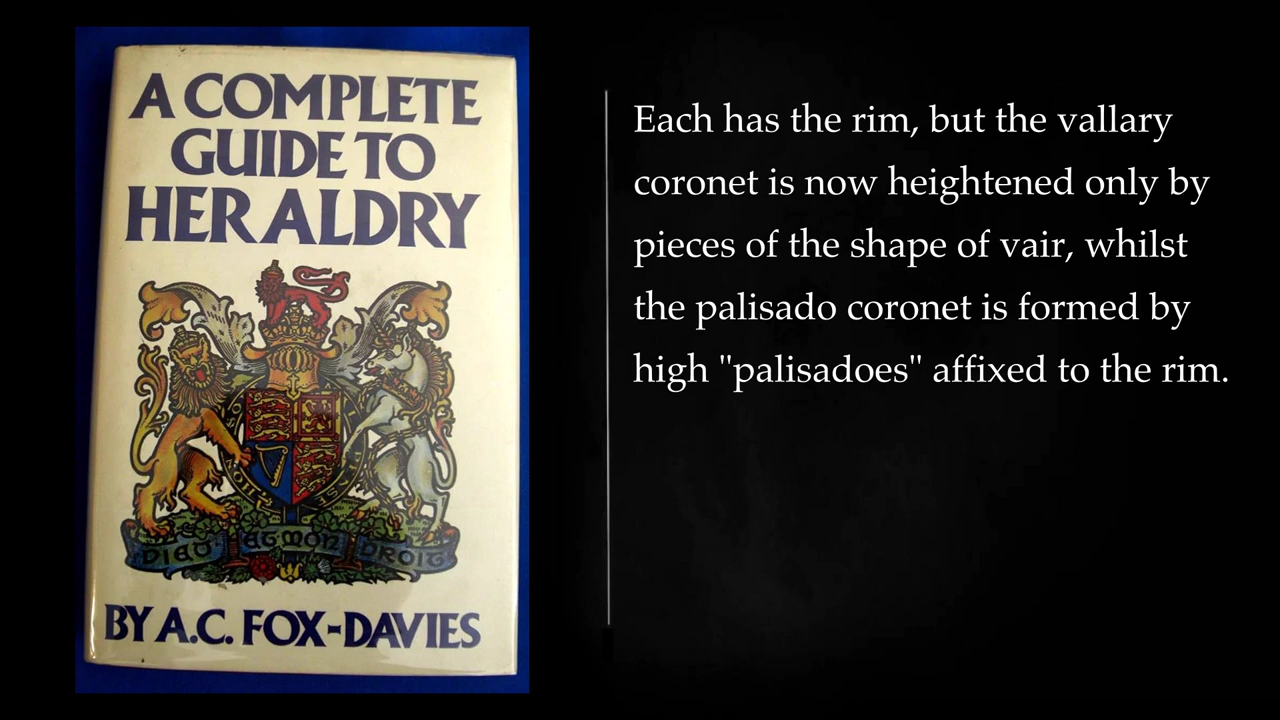 A COMPLETE
GUIDE TO
HERALDRY
DIEU ET MON DROIT
BY A.C. FOX-DAVIES
Each has the rim, but the vallary
coronet is now heightened only by
pieces of the shape of vair, whilst
the palisado coronet is formed by
high "palisadoes" affixed to the rim.